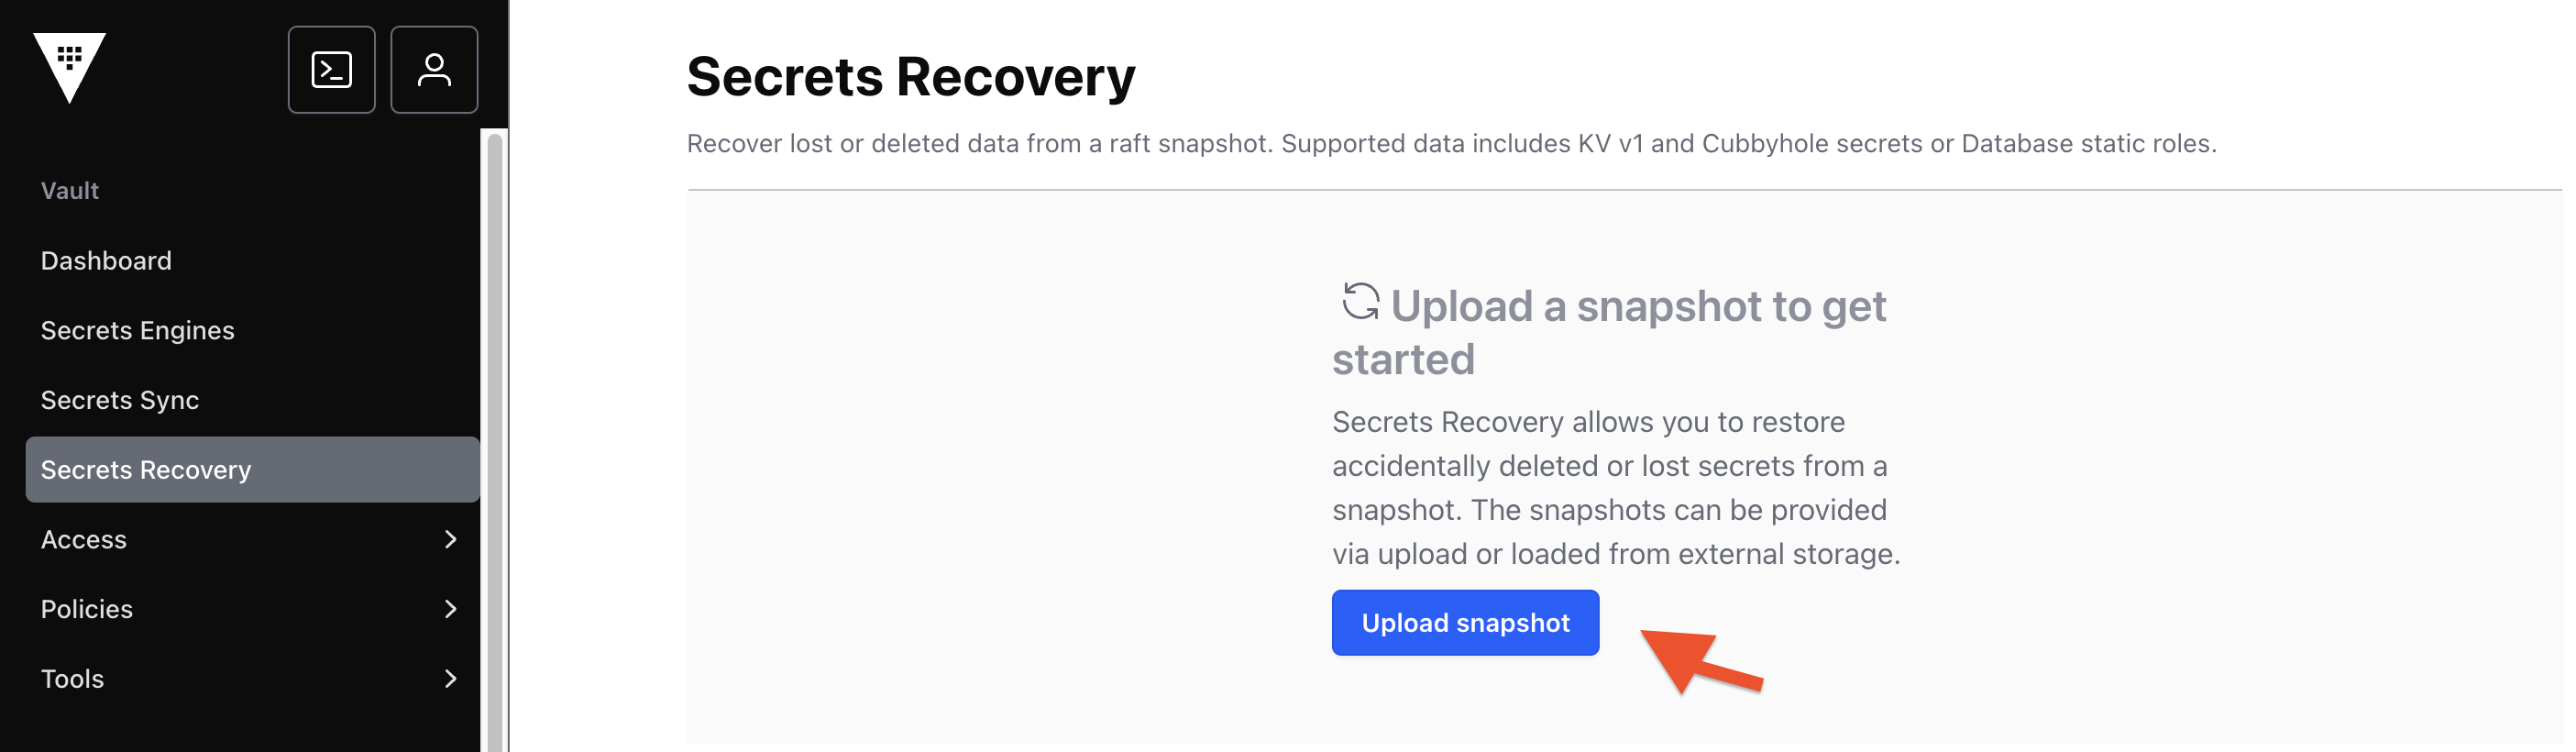 Vault
Dashboard
Secrets Engines
Secrets Sync
Secrets Recovery
Access
Policies
Tools
Secrets Recovery
Recover lost or deleted data from a raft snapshot. Supported data includes KV v1 and Cubbyhole secrets or Database static roles.
Upload a snapshot to get
started
Secrets Recovery allows you to restore
accidentally deleted or lost secrets from a
snapshot. The snapshots can be provided
via upload or loaded from external storage.
Upload snapshot